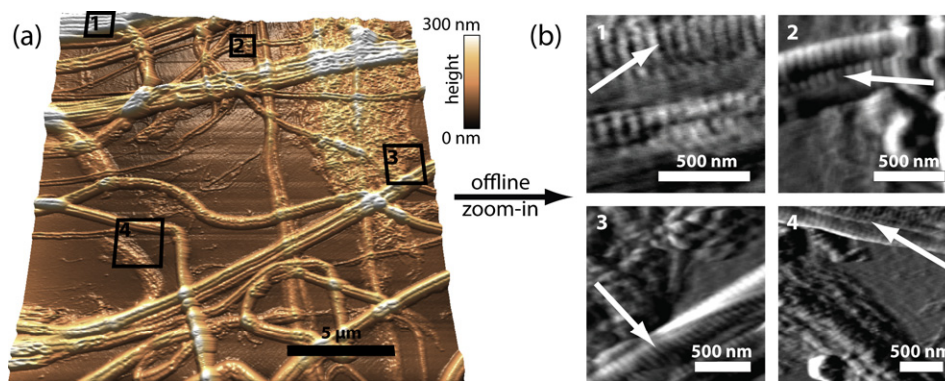 (a)
1
2
3
4
300 nm
height
0 nm
5 μm
offline
zoom-in
(b)
1
500 nm
2
500 nm
3
500 nm
4
500 nm